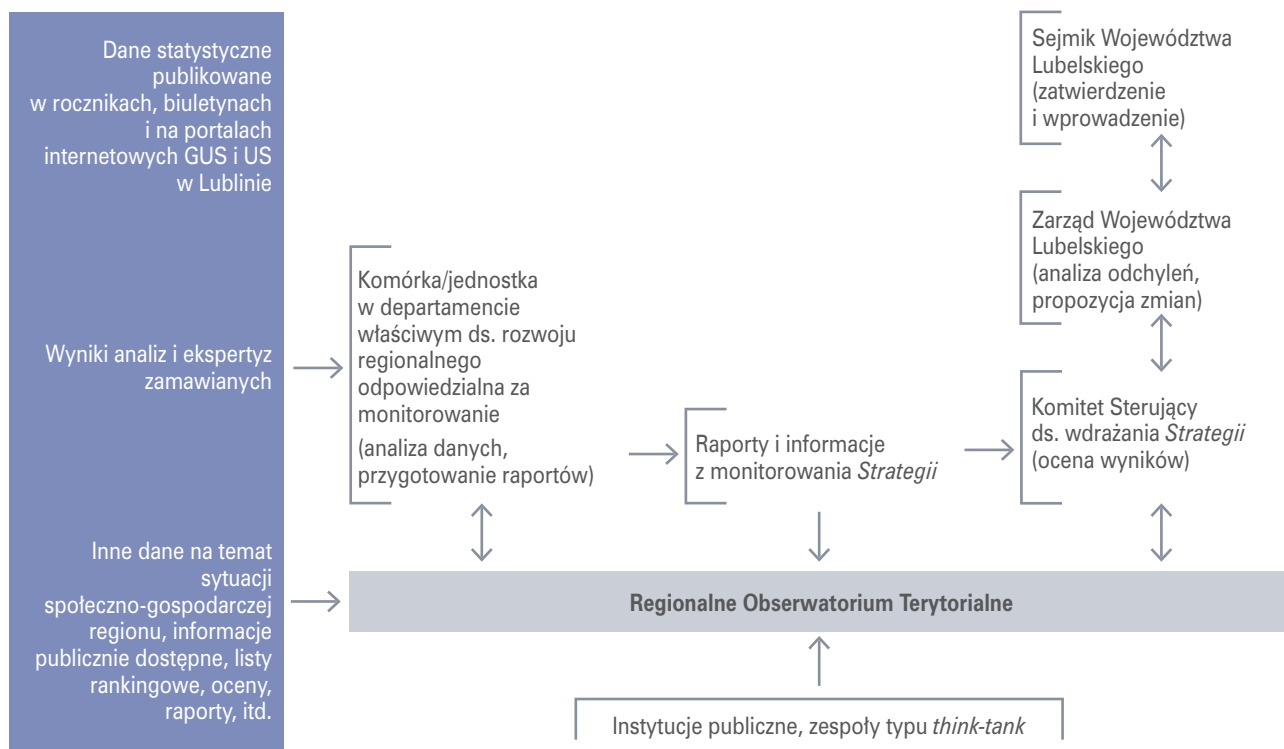 Dane statystyczne
publikowane
w rocznikach, biuletynach
i na portalach
internetowych GUS i US
w Lublinie
Wyniki analiz i ekspertyz
zamawianych
Inne dane na temat
sytuacji
społeczno-gospodarczej
regionu, informacje
publicznie dostępne, listy
rankingowe, oceny,
raporty, itd.
Komórka/jednostka
w departamencie
właściwym ds. rozwoju
regionalnego
odpowiedzialna za
monitorowanie
(analiza danych,
przygotowanie raportów)
Raporty i informacje
z monitorowania Strategii
Sejmik Województwa
Lubelskiego
(zatwierdzenie
i wprowadzenie)
Zarząd Województwa
Lubelskiego
(analiza odchyleń,
propozycja zmian)
Komitet Sterujący
ds. wdrażania Strategii
(ocena wyników)
Regionalne Obserwatorium Terytorialne
Instytucje publiczne, zespoły typu think-tank